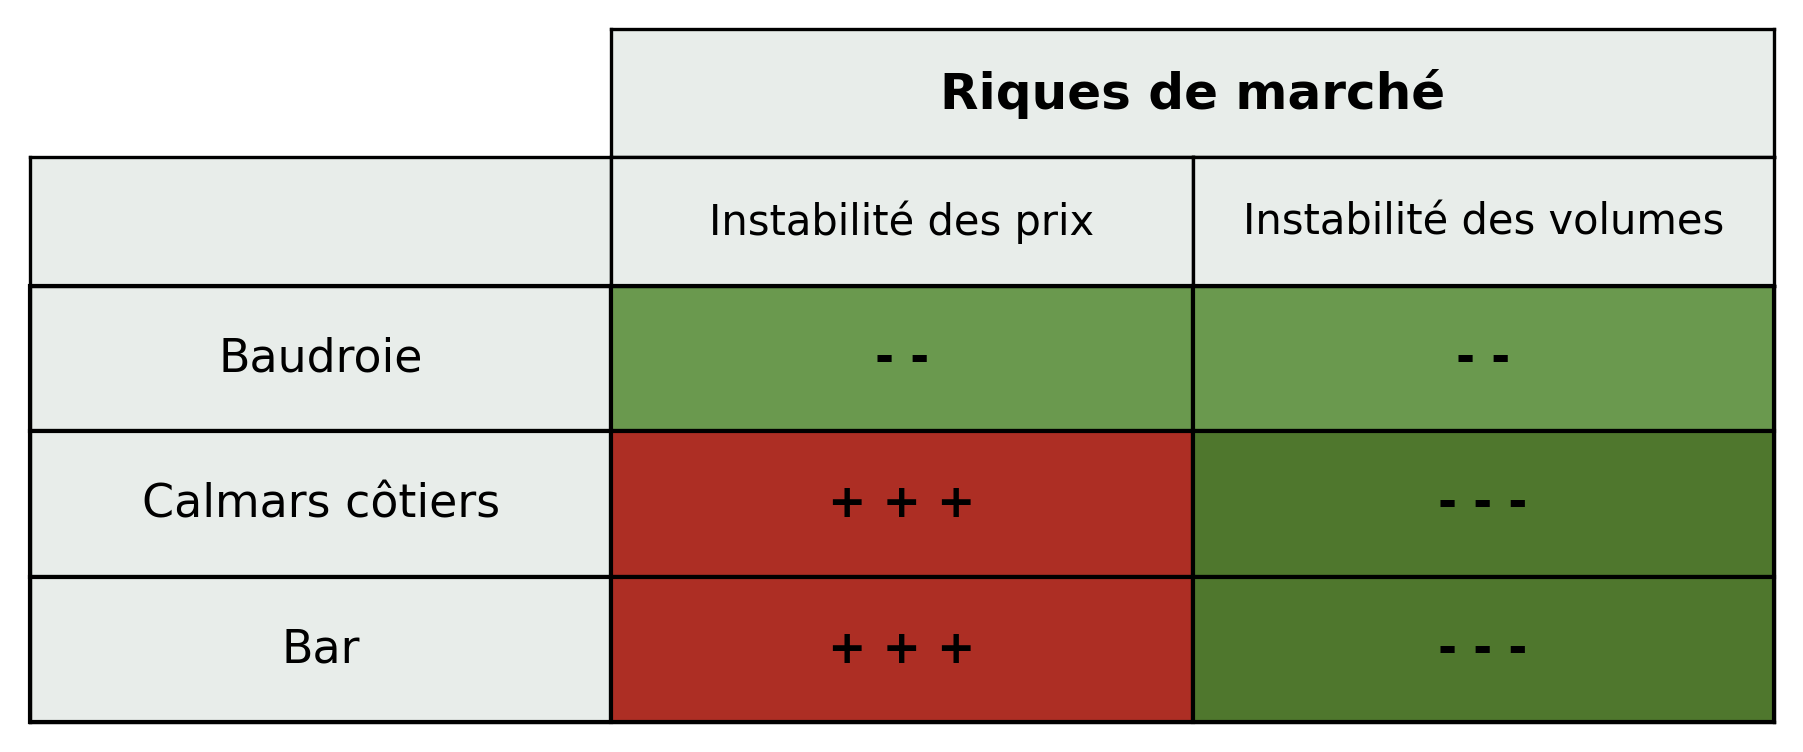 Riques de marché
Instabilité des prix Instabilité des volumes
Baudroie - - - -
Calmars côtiers + + + - - -
Bar + + + - - -